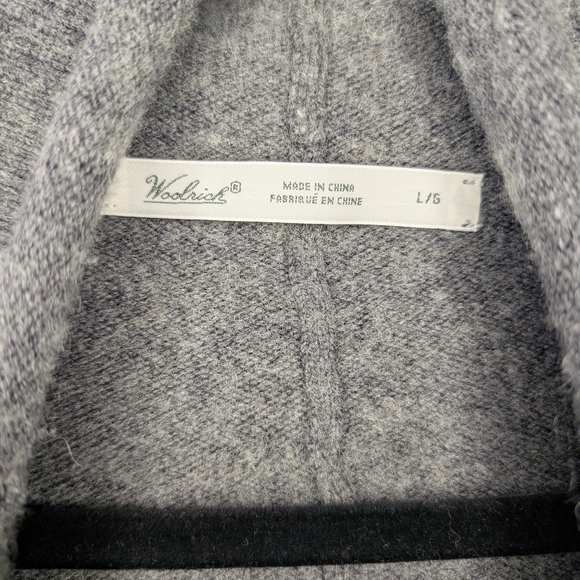 Woolrich®
MADE IN CHINA
FABRIQUÉ EN CHINE
L/G